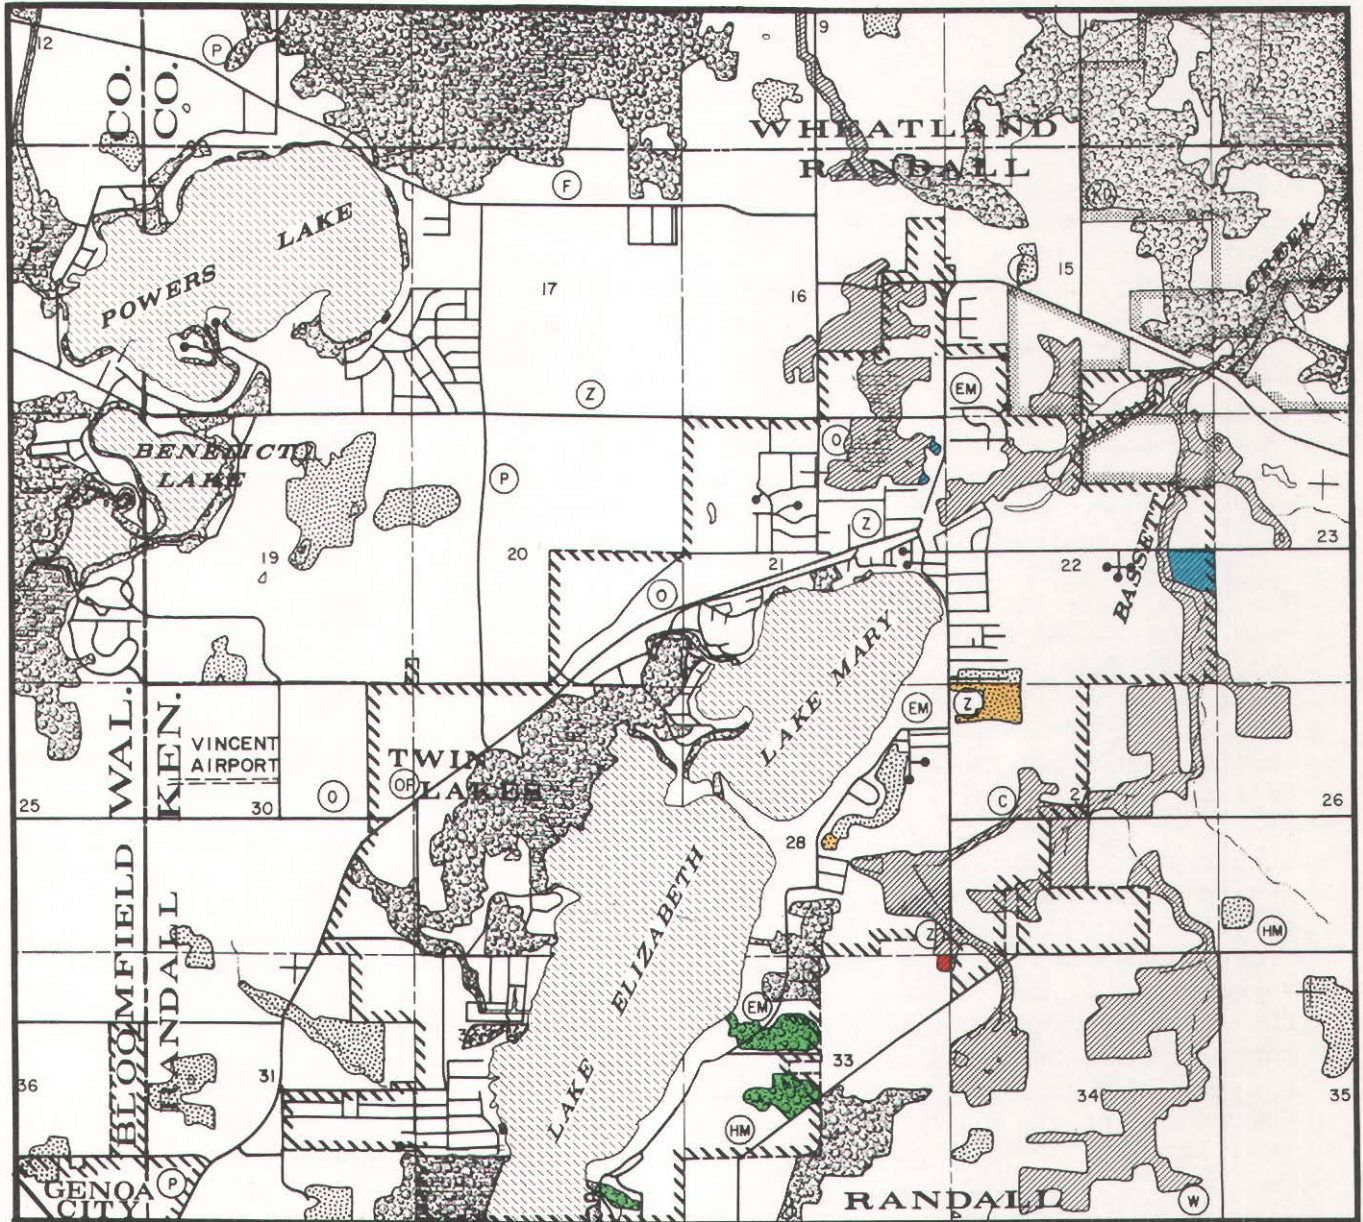 12
P
CO.
CO.
9
WHEATLAND
RANDALL
F
KD
POWERS LAKE
17
16
15
CREEK
Z
EM
BENEDICT
LAKE
O
P
Z
19
20
21
22
23
BASSETT
O
LAKE MARY
WAL.
KEN.
VINCENT
AIRPORT
EM
Z
TWIN
LAKES
25
30
O
C
26
28
29
LAKE ELIZABETH
BLOOMFIELD
RANDALL
Z
HM
EM
36
31
33
34
35
HM
GENOA
CITY
P
RANDALL
W